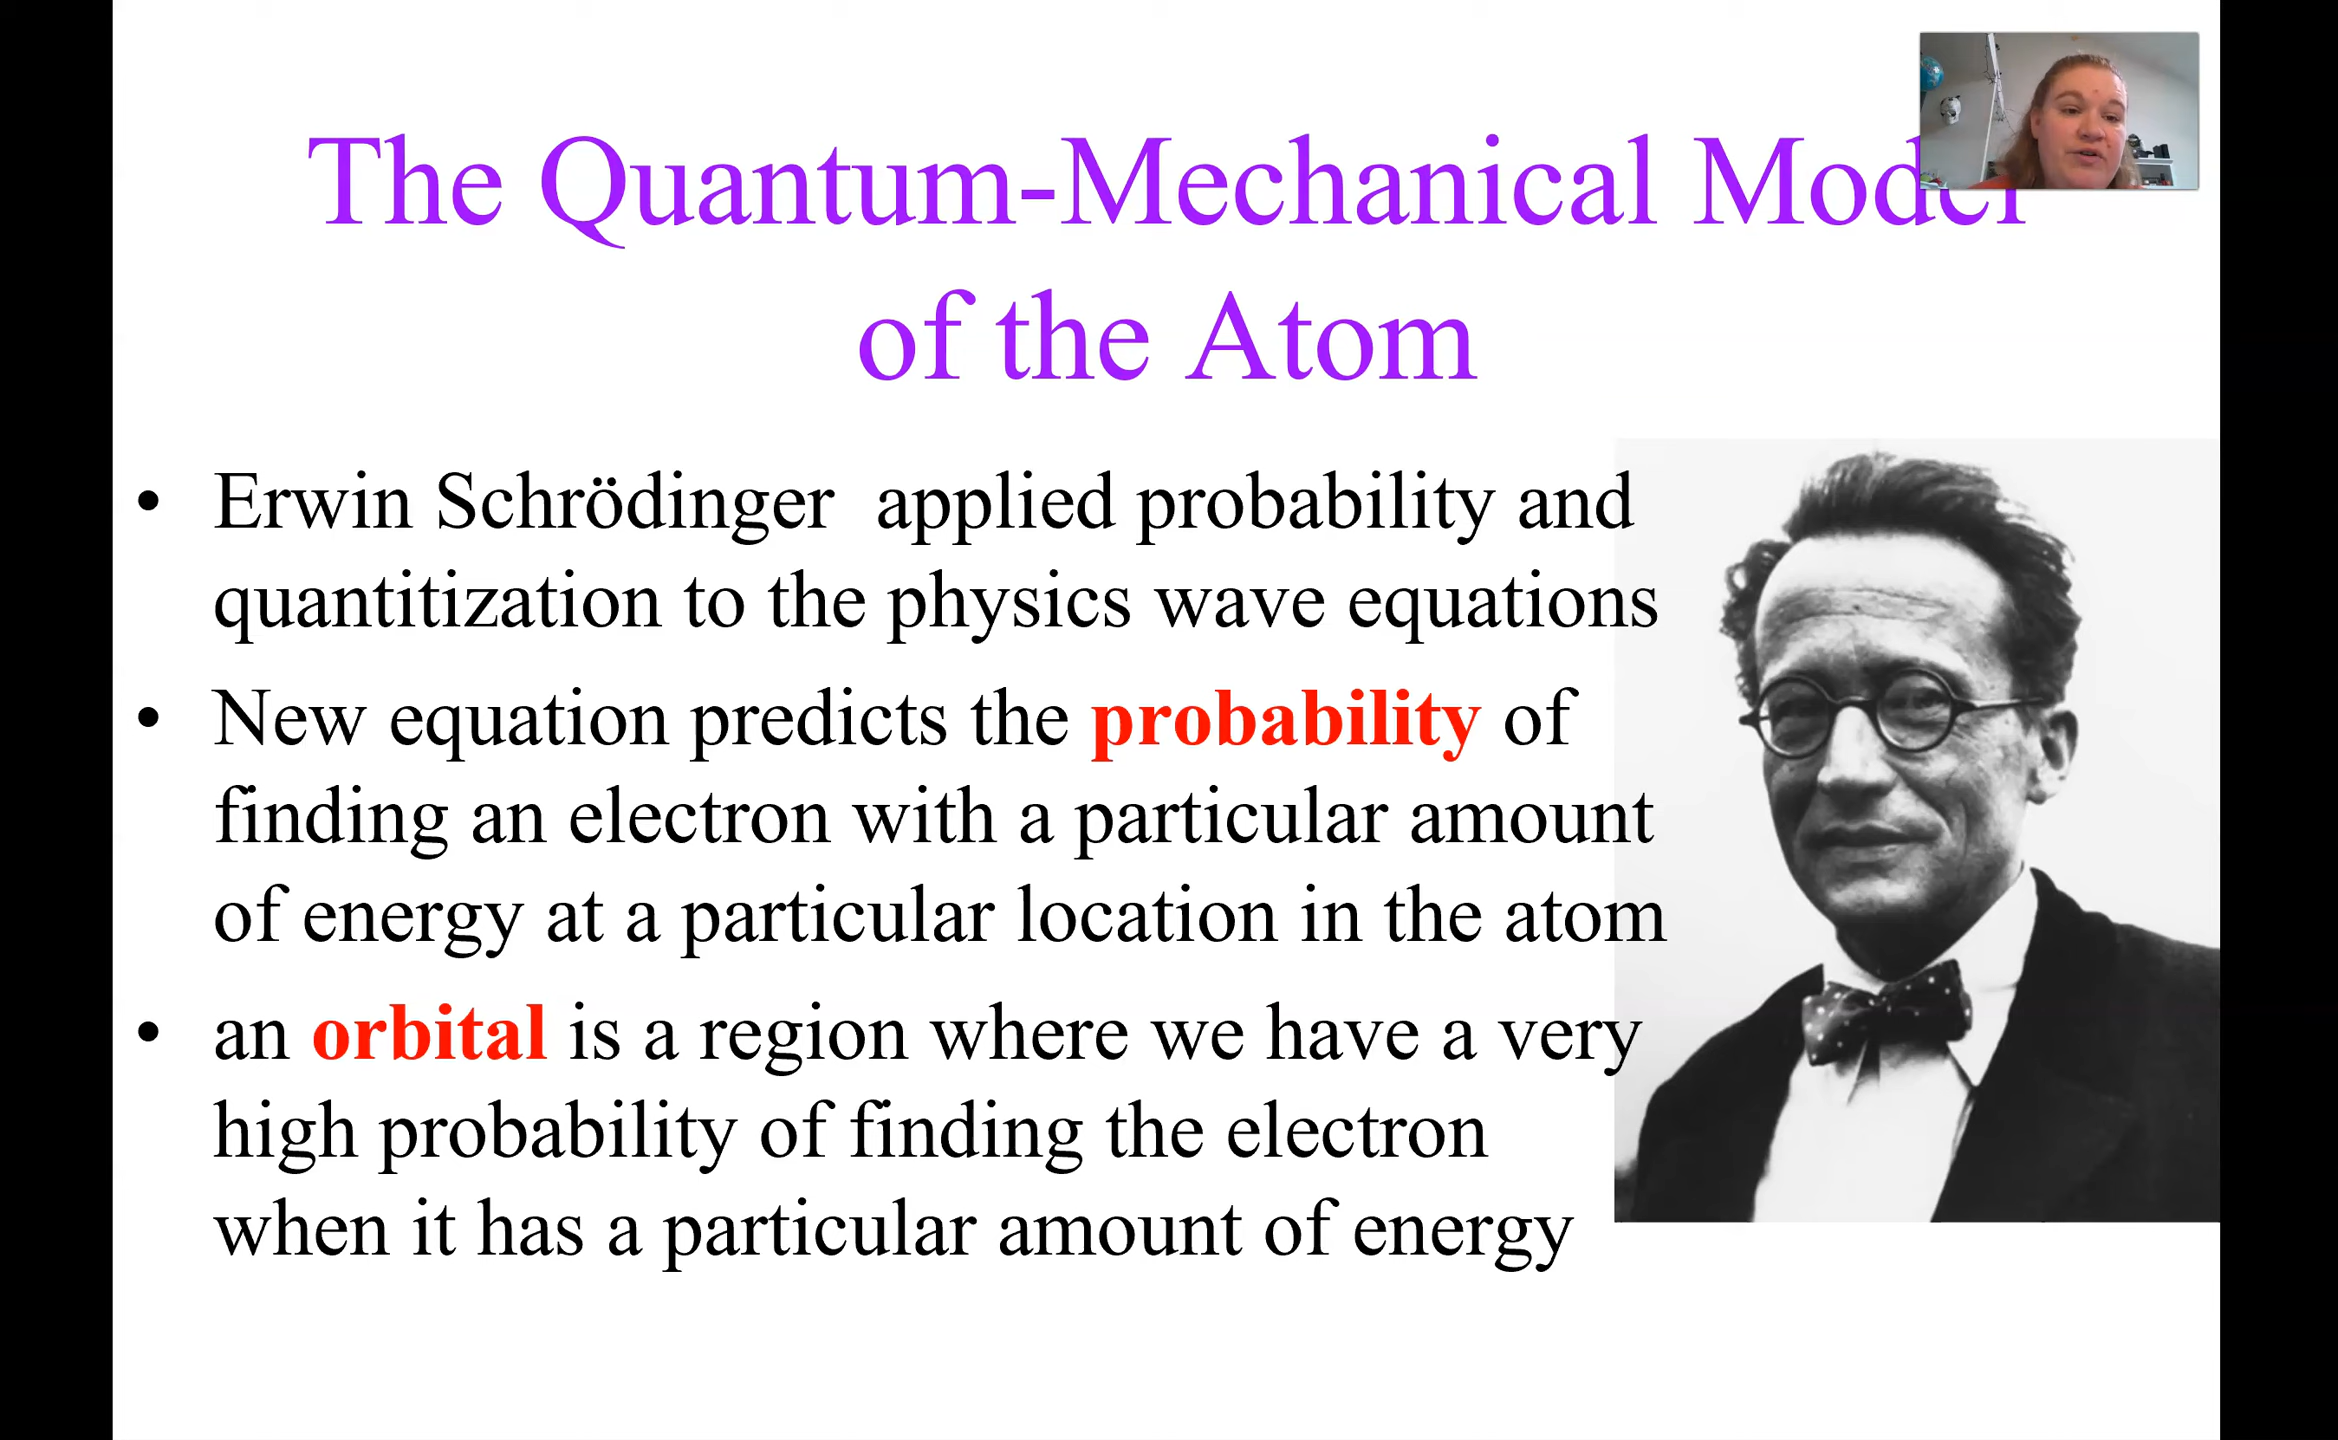 The Quantum-Mechanical Model
of the Atom
• Erwin Schrödinger applied probability and
quantitization to the physics wave equations
• New equation predicts the probability of
finding an electron with a particular amount
of energy at a particular location in the atom
• an orbital is a region where we have a very
high probability of finding the electron
when it has a particular amount of energy